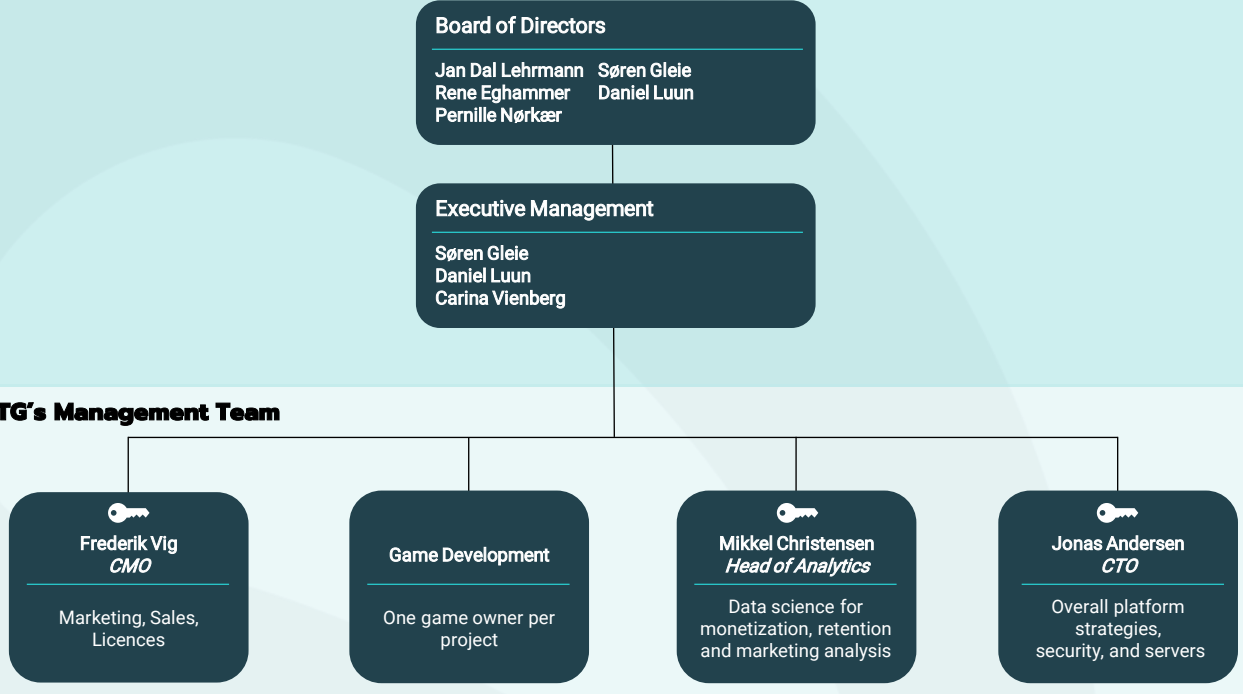 Board of Directors
Jan Dal Lehrmann Søren Gleie
Rene Eghammer Daniel Luun
Pernille Nørkær
Executive Management
Søren Gleie
Daniel Luun
Carina Vienberg
TG's Management Team
Frederik Vig
CMO
Marketing, Sales,
Licences
Game Development
One game owner per
project
Mikkel Christensen
Head of Analytics
Data science for
monetization, retention
and marketing analysis
Jonas Andersen
CTO
Overall platform
strategies,
security, and servers